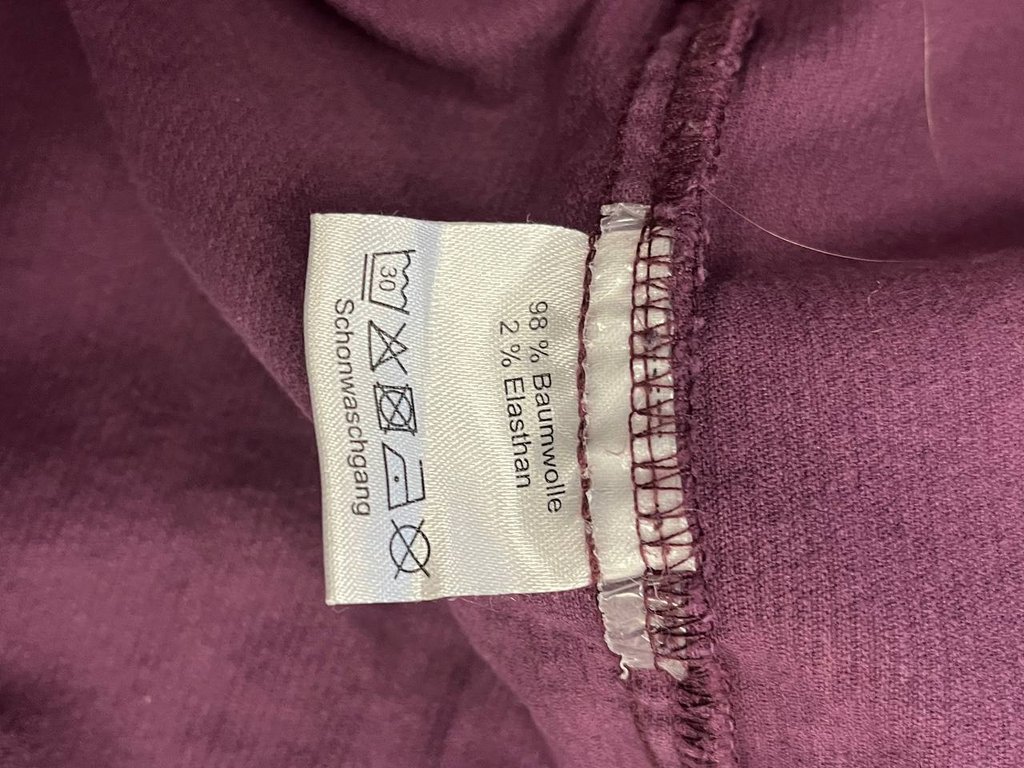 98 % Baumwolle
2 % Elasthan
30
Schonwaschgang